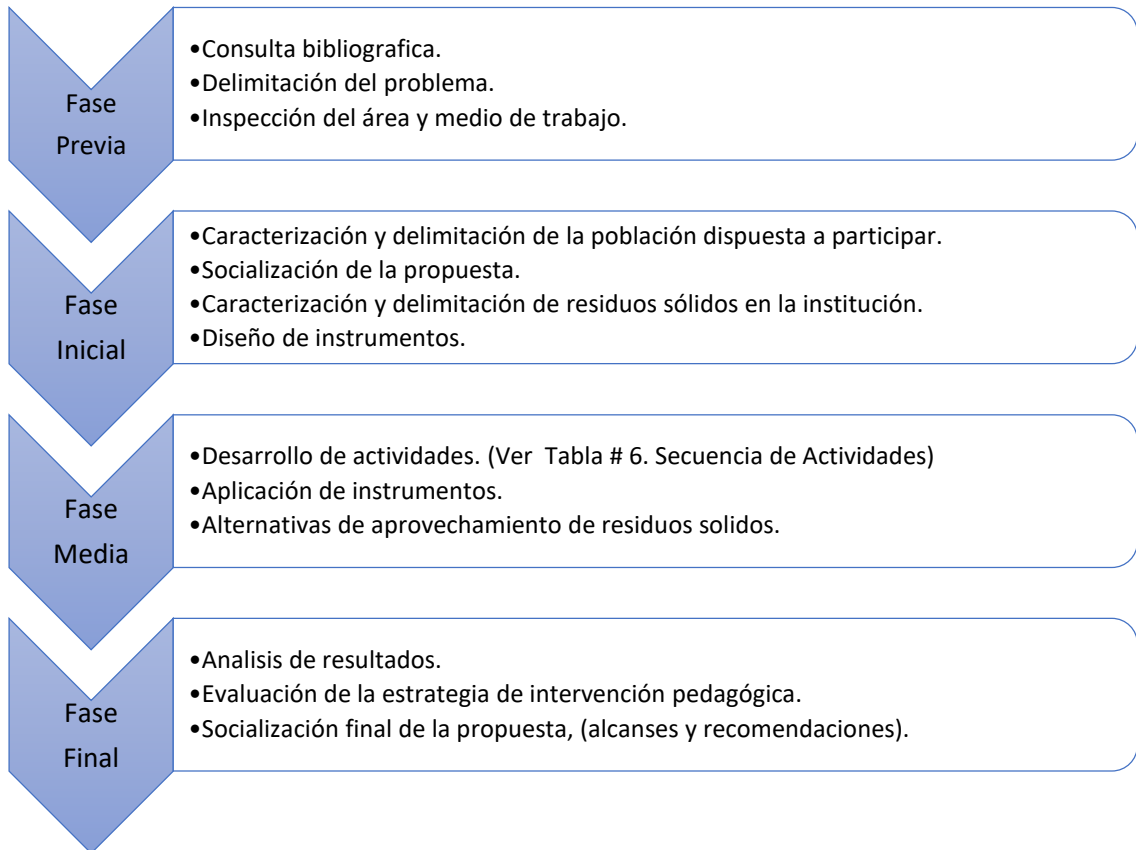 Fase
Previa
•Consulta bibliografica.
•Delimitación del problema.
•Inspección del área y medio de trabajo.
Fase
Inicial
•Caracterización y delimitación de la población dispuesta a participar.
•Socialización de la propuesta.
•Caracterización y delimitación de residuos sólidos en la institución.
•Diseño de instrumentos.
Fase
Media
•Desarrollo de actividades. (Ver  Tabla # 6. Secuencia de Actividades)
•Aplicación de instrumentos.
•Alternativas de aprovechamiento de residuos solidos.
Fase
Final
•Analisis de resultados.
•Evaluación de la estrategia de intervención pedagógica.
•Socialización final de la propuesta, (alcanses y recomendaciones).